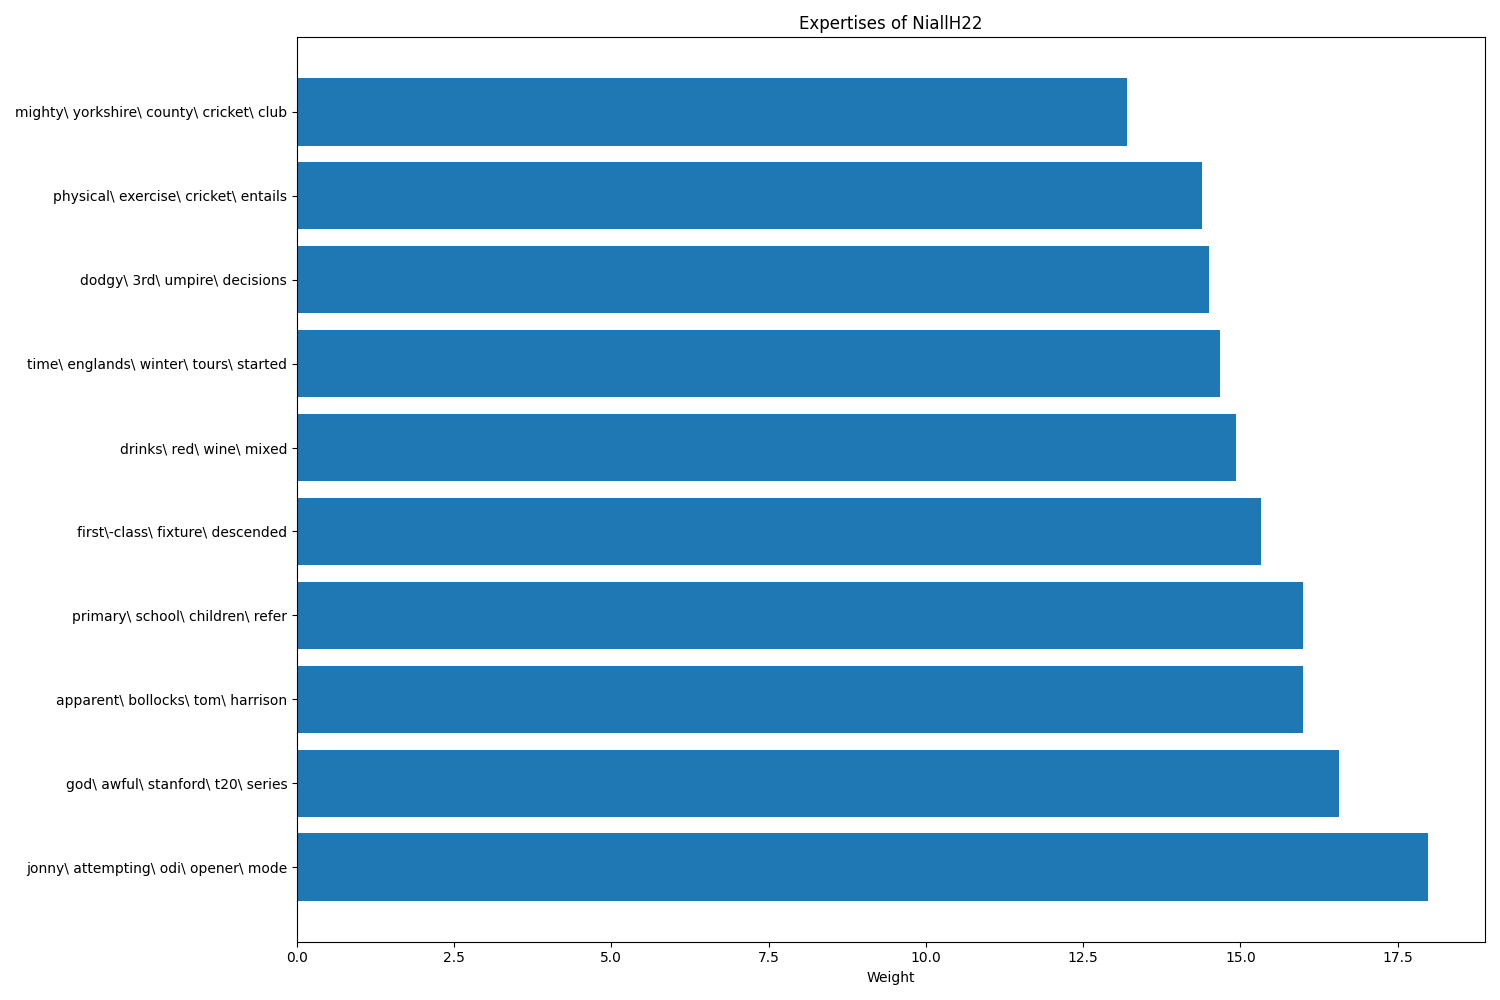 Expertises of NiallH22
mighty\ yorkshire\ county\ cricket\ club
physical\ exercise\ cricket\ entails
dodgy\ 3rd\ umpire\ decisions
time\ englands\ winter\ tours\ started
drinks\ red\ wine\ mixed
first\-class\ fixture\ descended
primary\ school\ children\ refer
apparent\ bollocks\ tom\ harrison
god\ awful\ stanford\ t20\ series
jonny\ attempting\ odi\ opener\ mode
0.0 2.5 5.0 7.5 10.0 12.5 15.0 17.5
Weight